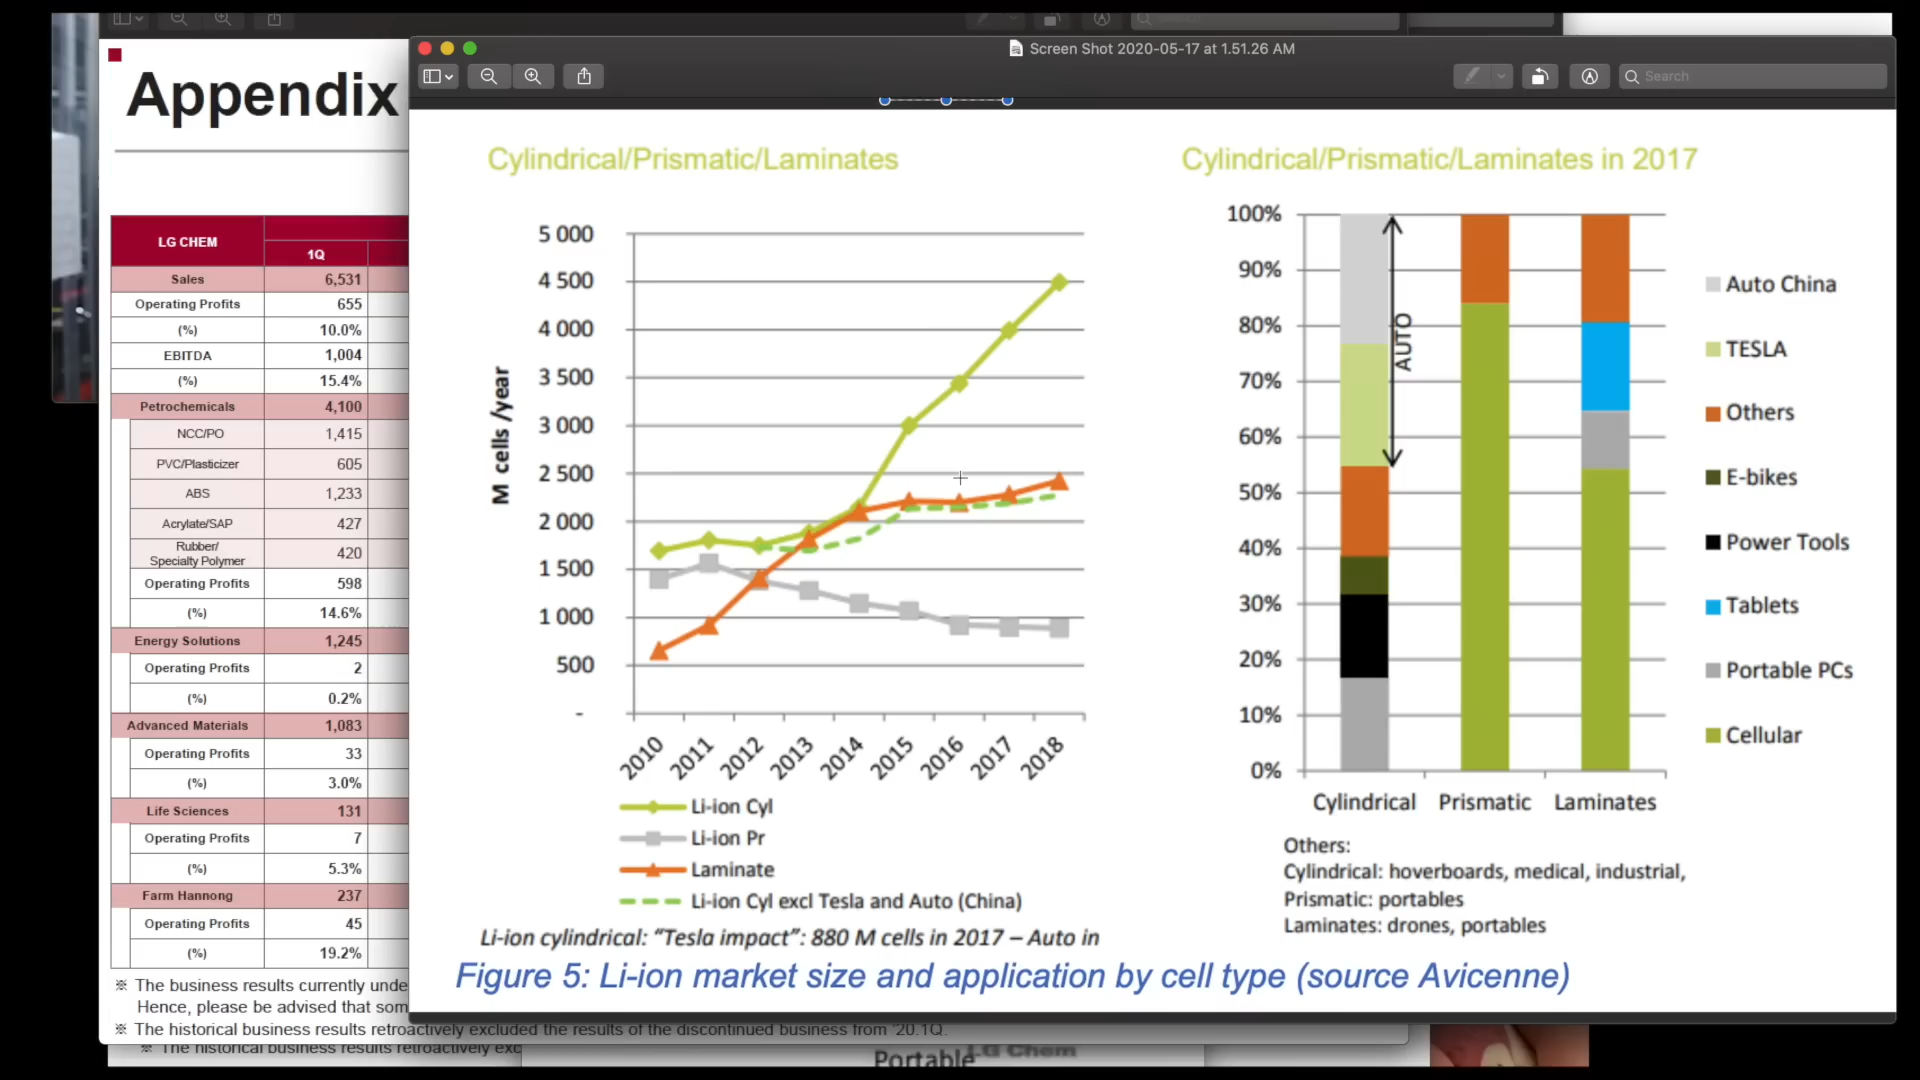 Screen Shot 2020-05-17 at 1.51.26 AM
Search
Appendix
LG CHEM
1Q
Sales 6,531
Operating Profits 655
(%) 10.0%
EBITDA 1,004
(%) 15.4%
Petrochemicals 4,100
NCC/PO 1,415
PVC/Plasticizer 605
ABS 1,233
Acrylate/SAP 427
Rubber/
Specialty Polymer 420
Operating Profits 598
(%) 14.6%
Energy Solutions 1,245
Operating Profits 2
(%) 0.2%
Advanced Materials 1,083
Operating Profits 33
(%) 3.0%
Life Sciences 131
Operating Profits 7
(%) 5.3%
Farm Hannong 237
Operating Profits 45
(%) 19.2%
※ The business results currently unde
Hence, please be advised that som
※ The historical business results retroactively excluded the results of the discontinued business from '20.1Q.
※ The historical business results retroactively exc
Cylindrical/Prismatic/Laminates
M cells /year
5 000
4 500
4 000
3 500
3 000
2 500
2 000
1 500
1 000
500
-
2010 2011 2012 2013 2014 2015 2016 2017 2018
Li-ion Cyl
Li-ion Pr
Laminate
Li-ion Cyl excl Tesla and Auto (China)
Li-ion cylindrical: “Tesla impact”: 880 M cells in 2017 – Auto in
Cylindrical/Prismatic/Laminates in 2017
100%
90%
80%
70%
60%
50%
40%
30%
20%
10%
0%
AUTO
Cylindrical Prismatic Laminates
Auto China
TESLA
Others
E-bikes
Power Tools
Tablets
Portable PCs
Cellular
Others:
Cylindrical: hoverboards, medical, industrial,
Prismatic: portables
Laminates: drones, portables
Figure 5: Li-ion market size and application by cell type (source Avicenne)
Portable
LG Chem